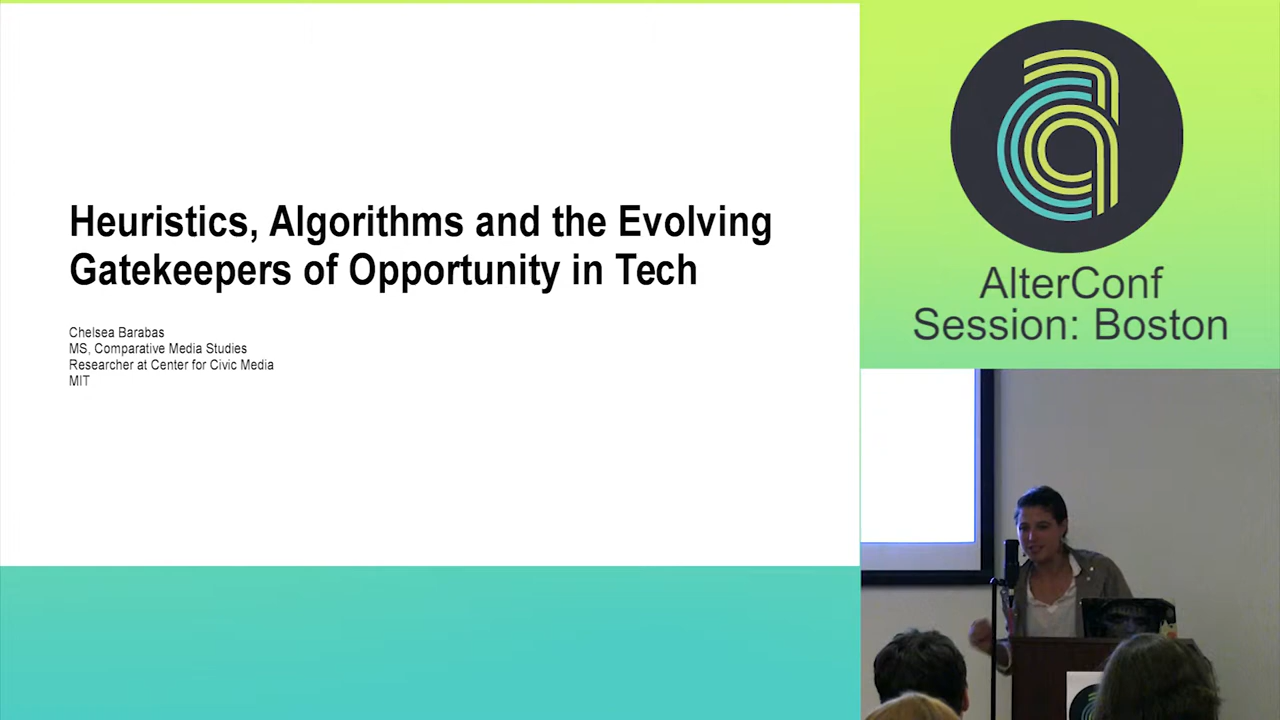 Heuristics, Algorithms and the Evolving
Gatekeepers of Opportunity in Tech
Chelsea Barabas
MS, Comparative Media Studies
Researcher at Center for Civic Media
MIT
AlterConf
Session: Boston